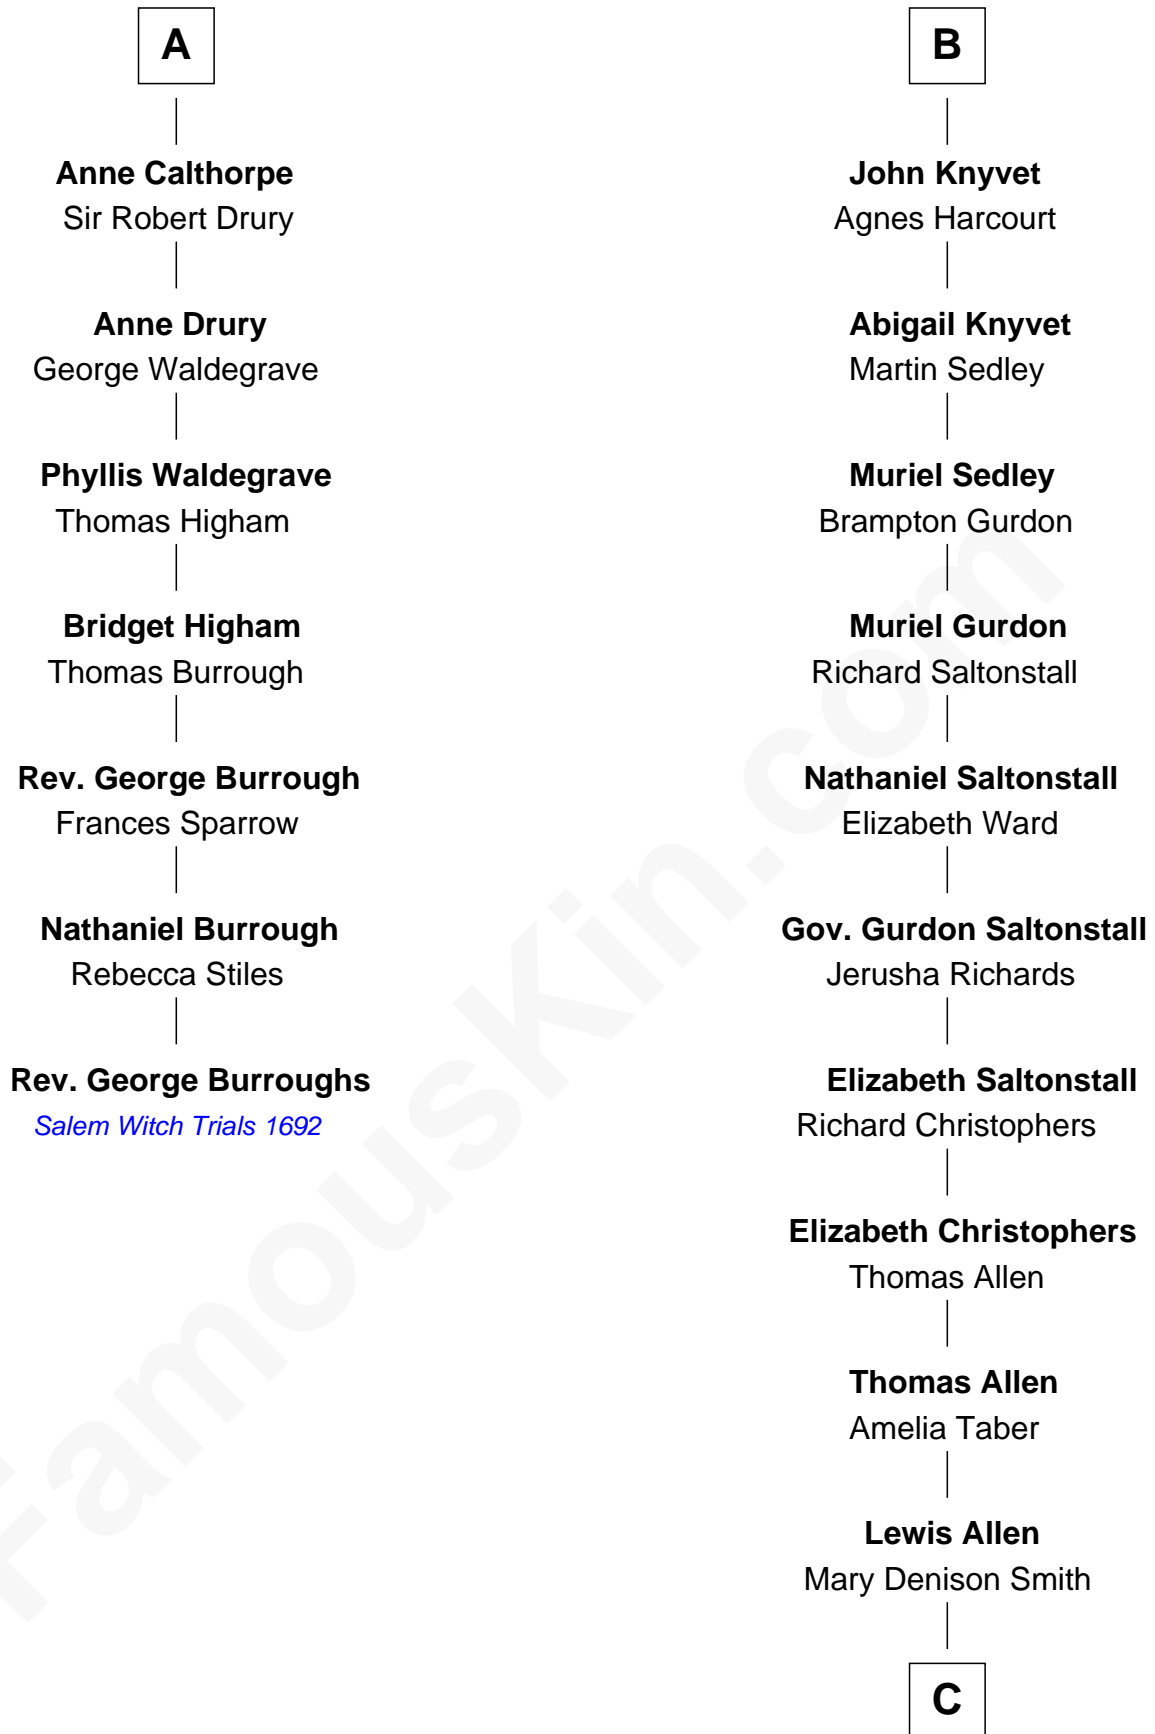 A
Anne Calthorpe
Sir Robert Drury
Anne Drury
George Waldegrave
Phyllis Waldegrave
Thomas Higham
Bridget Higham
Thomas Burrough
Rev. George Burrough
Frances Sparrow
Nathaniel Burrough
Rebecca Stiles
Rev. George Burroughs
Salem Witch Trials 1692
B
John Knyvet
Agnes Harcourt
Abigail Knyvet
Martin Sedley
Muriel Sedley
Brampton Gurdon
Muriel Gurdon
Richard Saltonstall
Nathaniel Saltonstall
Elizabeth Ward
Gov. Gurdon Saltonstall
Jerusha Richards
Elizabeth Saltonstall
Richard Christophers
Elizabeth Christophers
Thomas Allen
Thomas Allen
Amelia Taber
Lewis Allen
Mary Denison Smith
C
FamousKin.com